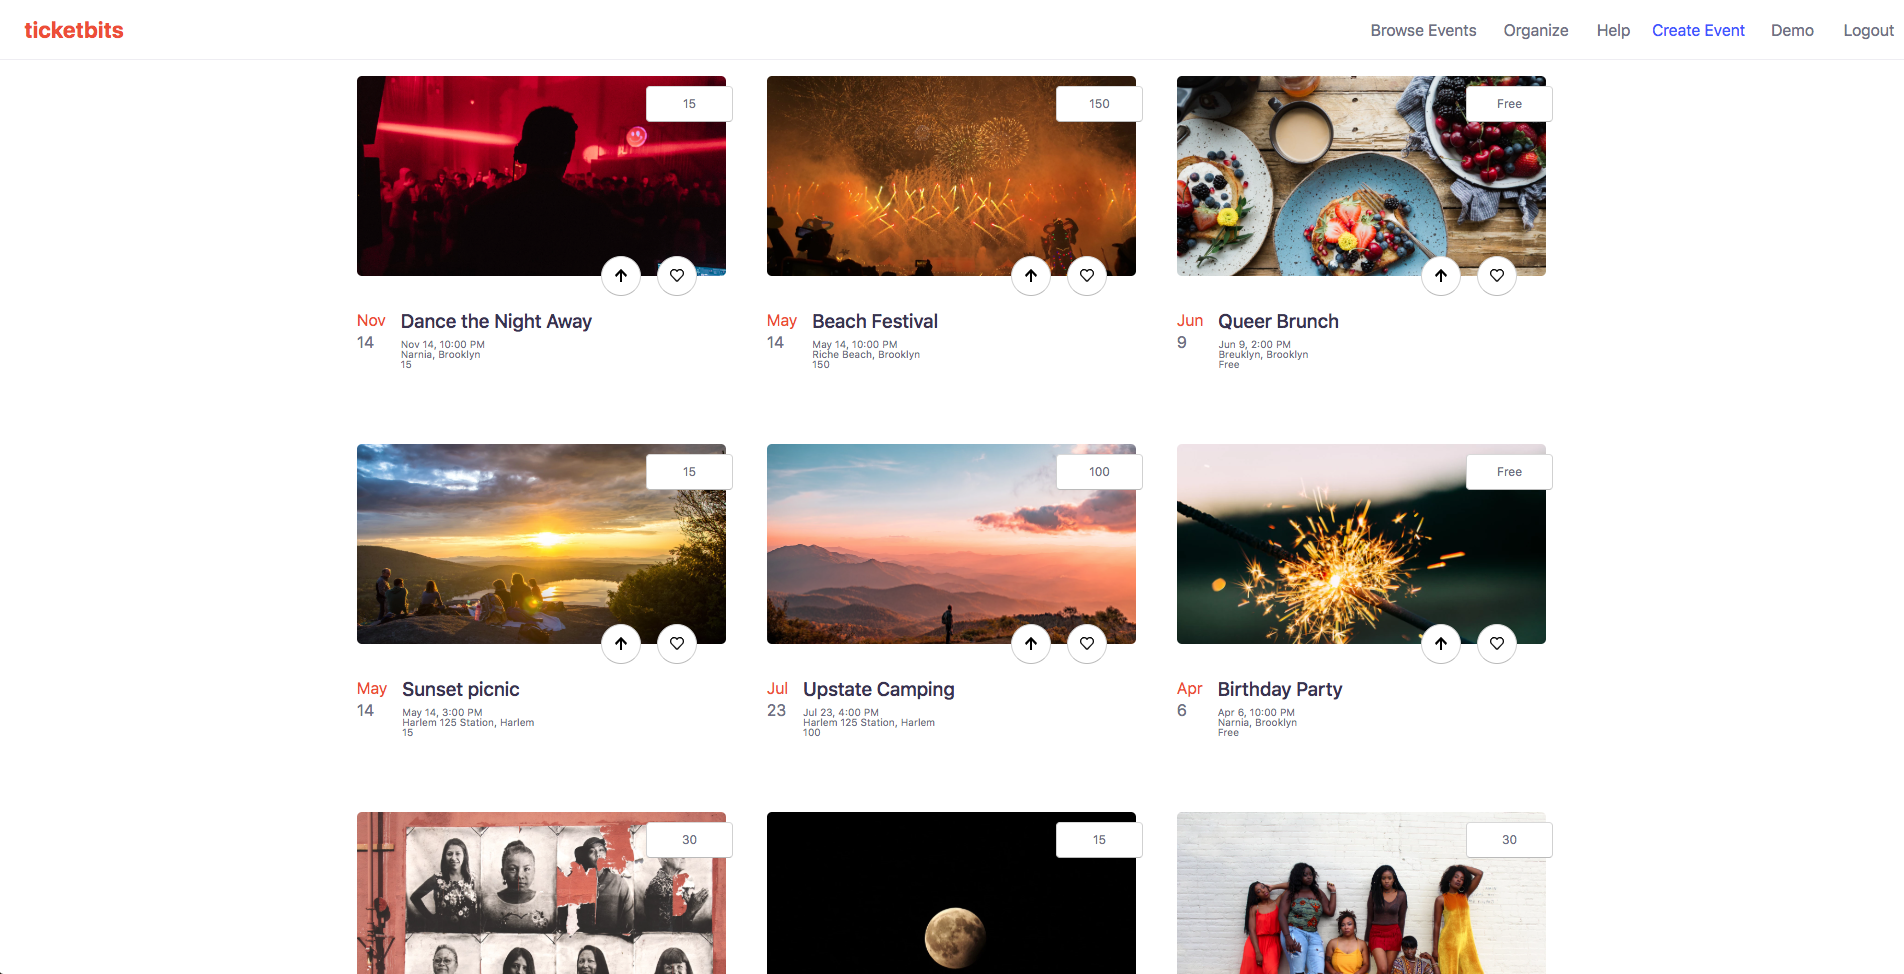 ticketbits
Browse Events
Organize
Help
Create Event
Demo
Logout
15
150
Free
Nov
14
Dance the Night Away
Nov 14, 10:00 PM
Narnia, Brooklyn
15
May
14
Beach Festival
May 14, 10:00 PM
Riche Beach, Brooklyn
150
Jun
9
Queer Brunch
Jun 9, 2:00 PM
Breuklyn, Brooklyn
Free
15
100
Free
May
14
Sunset picnic
May 14, 3:00 PM
Harlem 125 Station, Harlem
15
Jul
23
Upstate Camping
Jul 23, 4:00 PM
Harlem 125 Station, Harlem
100
Apr
6
Birthday Party
Apr 6, 10:00 PM
Narnia, Brooklyn
Free
30
15
30